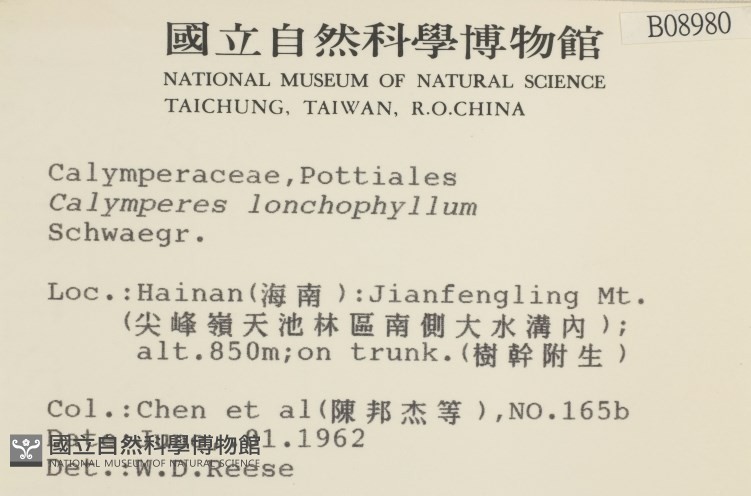 國立自然科學博物館
B08980
NATIONAL MUSEUM OF NATURAL SCIENCE
TAICHUNG, TAIWAN, R.O.CHINA
Calymperaceae,Pottiales
Calymperes lonchophyllum
Schwaegr.
Loc.:Hainan(海南):Jianfengling Mt.
(尖峰嶺天池林區南側大水溝內);
alt.850m;on trunk.(樹幹附生)
Col.:Chen et al(陳邦杰等),NO.165b
01.1962
國立自然科學博物館
NATIONAL MUSEUM OF NATURAL SCIENCE
Det.:W.D.Reese